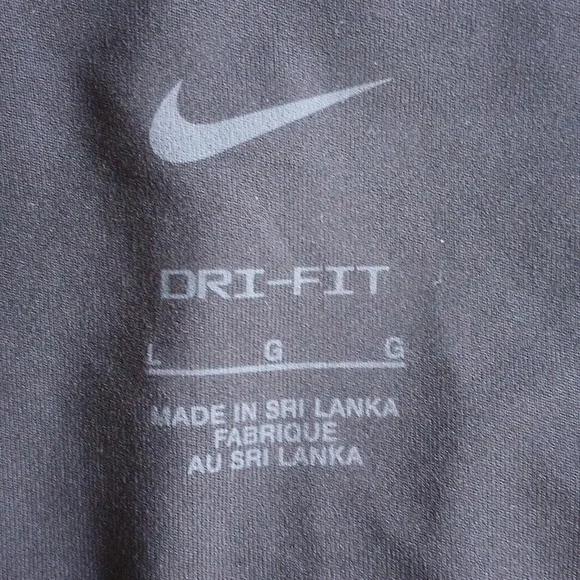 DRI-FIT
L G G
MADE IN SRI LANKA
FABRIQUE
AU SRI LANKA